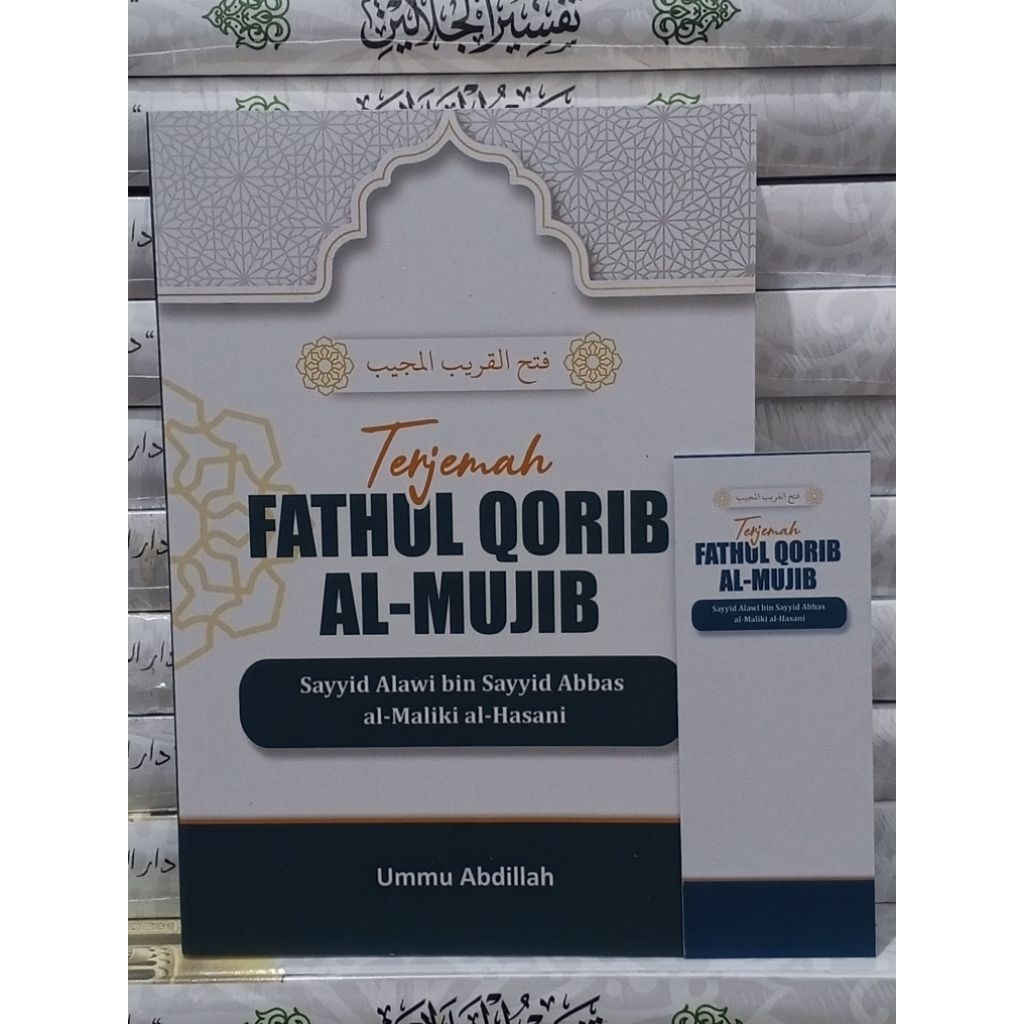 تفسير الجلالين
فتح القريب المجيب
Terjemah
FATHUL QORIB
AL-MUJIB
Sayyid Alawi bin Sayyid Abbas
al-Maliki al-Hasani
Ummu Abdillah
فتح القريب المجيب
Terjemah
FATHUL QORIB
AL-MUJIB
Sayyid Alawi bin Sayyid Abbas
al-Maliki al-Hasani